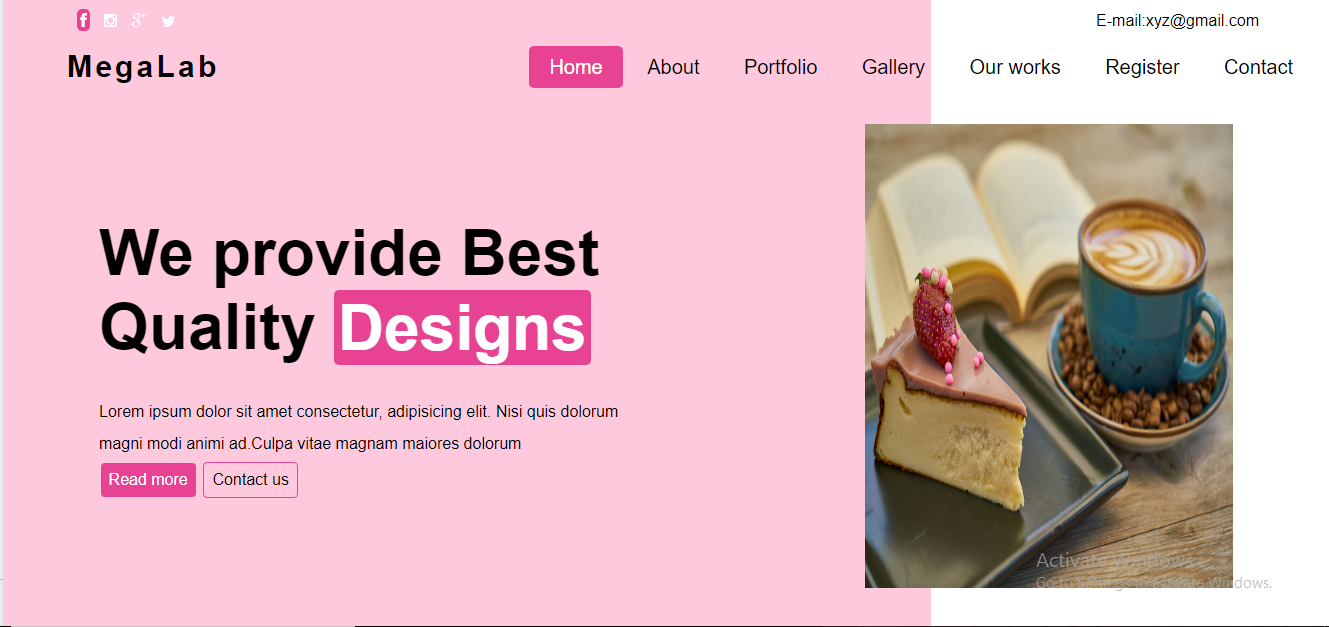 f
E-mail:xyz@gmail.com
MegaLab
Home About Portfolio Gallery Our works Register Contact
We provide Best
Quality Designs
Lorem ipsum dolor sit amet consectetur, adipisicing elit. Nisi quis dolorum
magni modi animi ad.Culpa vitae magnam maiores dolorum
Read more Contact us
Activate Windows
Go to Settings to activate Windows.